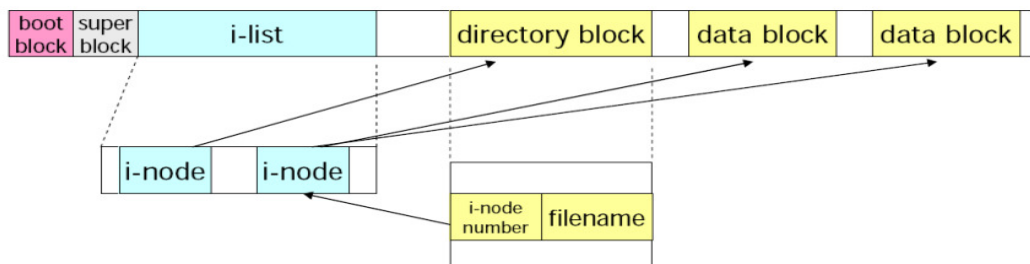 boot
block
super
block
i-list
directory block
data block
data block
i-node
i-node
i-node
number
filename